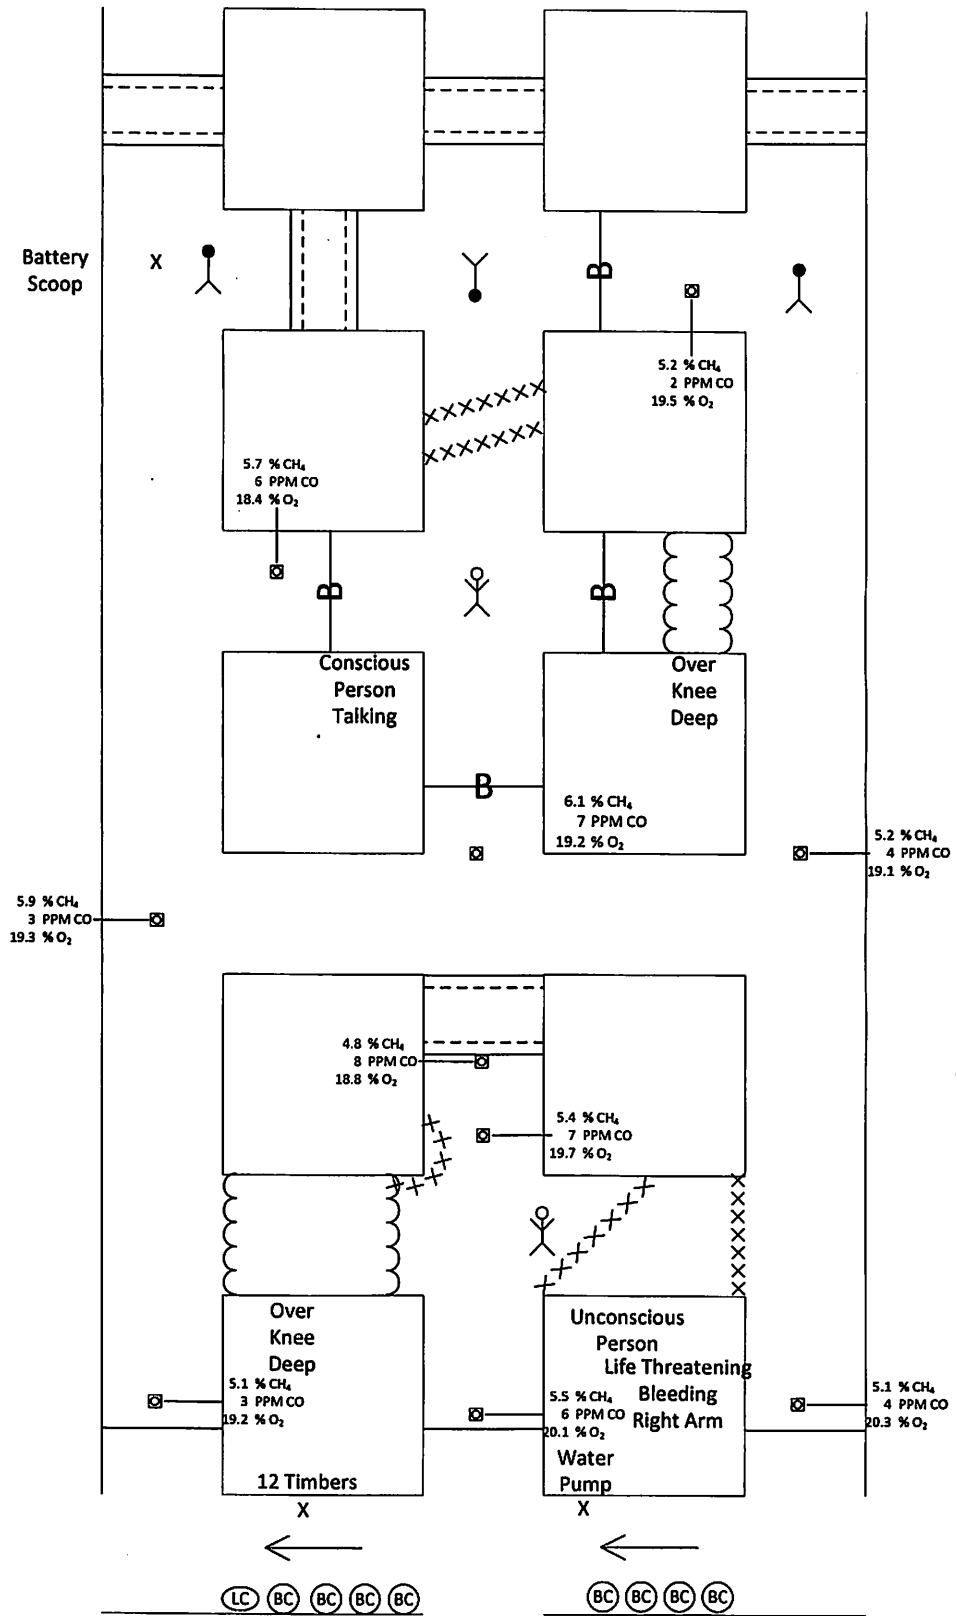 Battery
Scoop
X
B
5.2 % CH₄
2 PPM CO
19.5 % O₂
5.7 % CH₄
6 PPM CO
18.4 % O₂
B
B
Conscious
Person
Talking
Over
Knee
Deep
B
6.1 % CH₄
7 PPM CO
19.2 % O₂
5.2 % CH₄
4 PPM CO
19.1 % O₂
5.9 % CH₄
3 PPM CO
19.3 % O₂
4.8 % CH₄
8 PPM CO
18.8 % O₂
5.4 % CH₄
7 PPM CO
19.7 % O₂
Over
Knee
Deep
Unconscious
Person
Life Threatening
Bleeding
Right Arm
5.1 % CH₄
3 PPM CO
19.2 % O₂
5.5 % CH₄
6 PPM CO
20.1 % O₂
5.1 % CH₄
4 PPM CO
20.3 % O₂
12 Timbers
X
Water
Pump
X
LC BC BC BC BC
BC BC BC BC